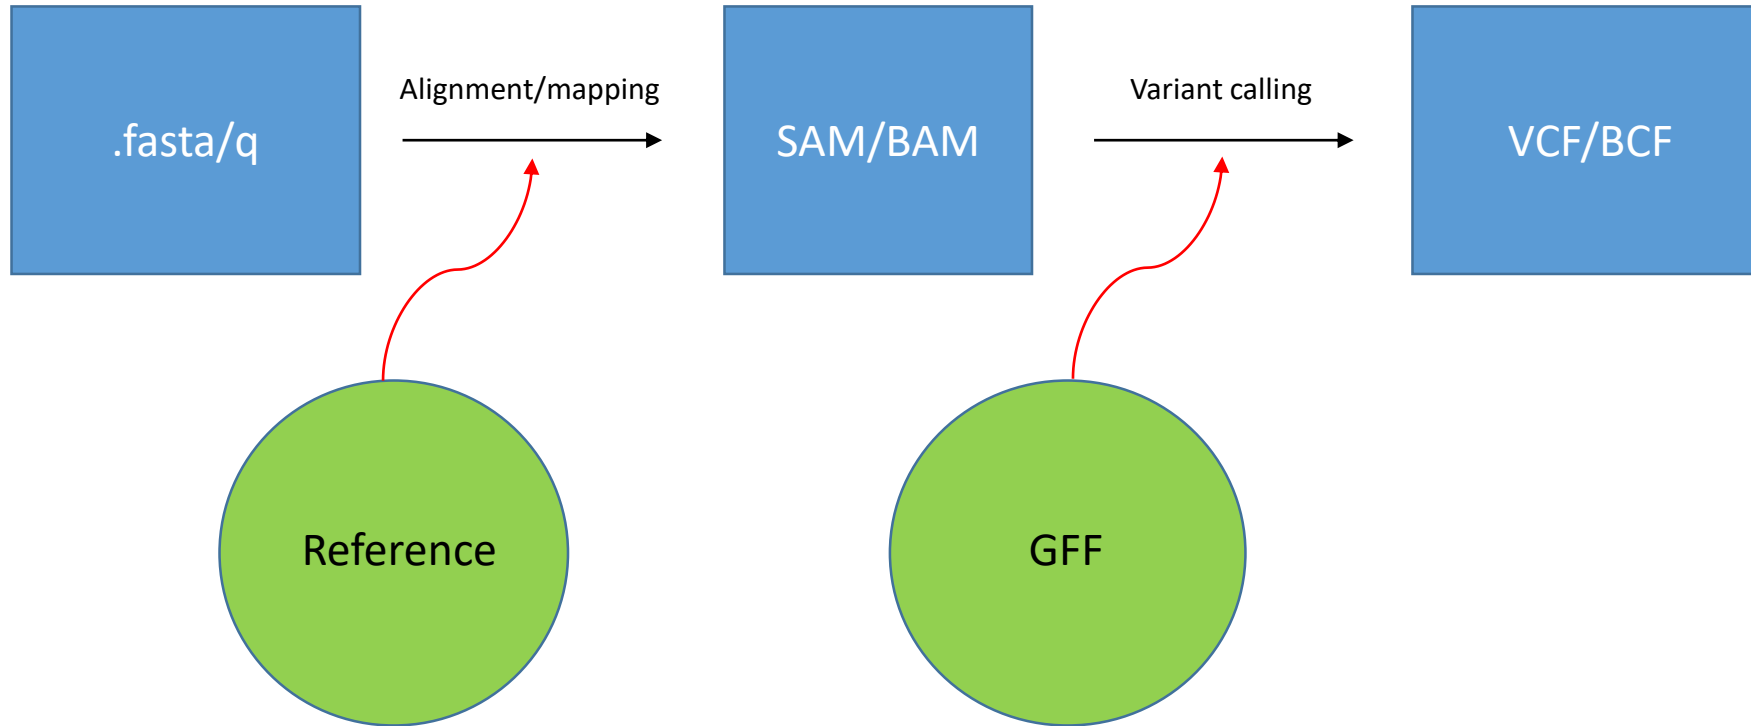 .fasta/q
Alignment/mapping
SAM/BAM
Variant calling
VCF/BCF
Reference
GFF